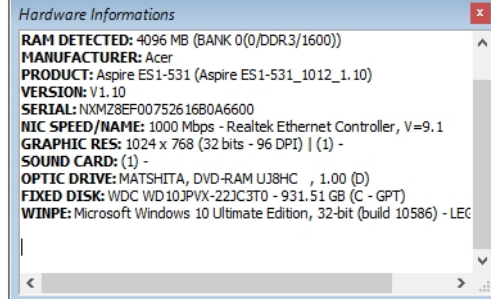 Hardware Informations
x
RAM DETECTED: 4096 MB (BANK 0(0/DDR3/1600))
MANUFACTURER: Acer
PRODUCT: Aspire ES1-531 (Aspire ES1-531_1012_1.10)
VERSION: V1.10
SERIAL: NXMZ8EF00752616B0A6600
NIC SPEED/NAME: 1000 Mbps - Realtek Ethernet Controller, V=9.1
GRAPHIC RES: 1024 x 768 (32 bits - 96 DPI) | (1) -
SOUND CARD: (1) -
OPTIC DRIVE: MATSHITA, DVD-RAM UJ8HC , 1.00 (D)
FIXED DISK: WDC WD10JPVX-22JC3T0 - 931.51 GB (C - GPT)
WINPE: Microsoft Windows 10 Ultimate Edition, 32-bit (build 10586) - LEG